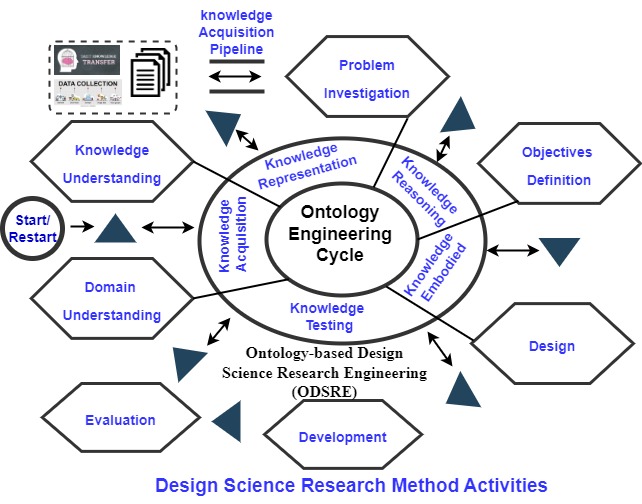 knowledge
Acquisition
Pipeline
TRANSFER
DATA COLLECTION
Problem
Investigation
Knowledge
Understanding
Knowledge
Representation
Knowledge
Reasoning
Objectives
Definition
Start/
Restart
Knowledge
Acquisition
Ontology
Engineering
Cycle
Knowledge
Embodied
Domain
Understanding
Knowledge
Testing
Design
Ontology-based Design
Science Research Engineering
(ODSRE)
Evaluation
Development
Design Science Research Method Activities